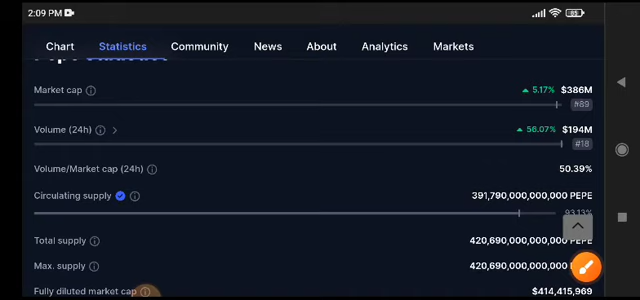 2:09 PM
85
Chart Statistics Community News About Analytics Markets
Market cap 5.17% $386M
#89
Volume (24h) 56.07% $194M
#18
Volume/Market cap (24h) 50.39%
Circulating supply 391,790,000,000,000 PEPE
93.13%
Total supply 420,690,000,000,000 PEPE
Max. supply 420,690,000,000,000
Fully diluted market cap $414,415,969